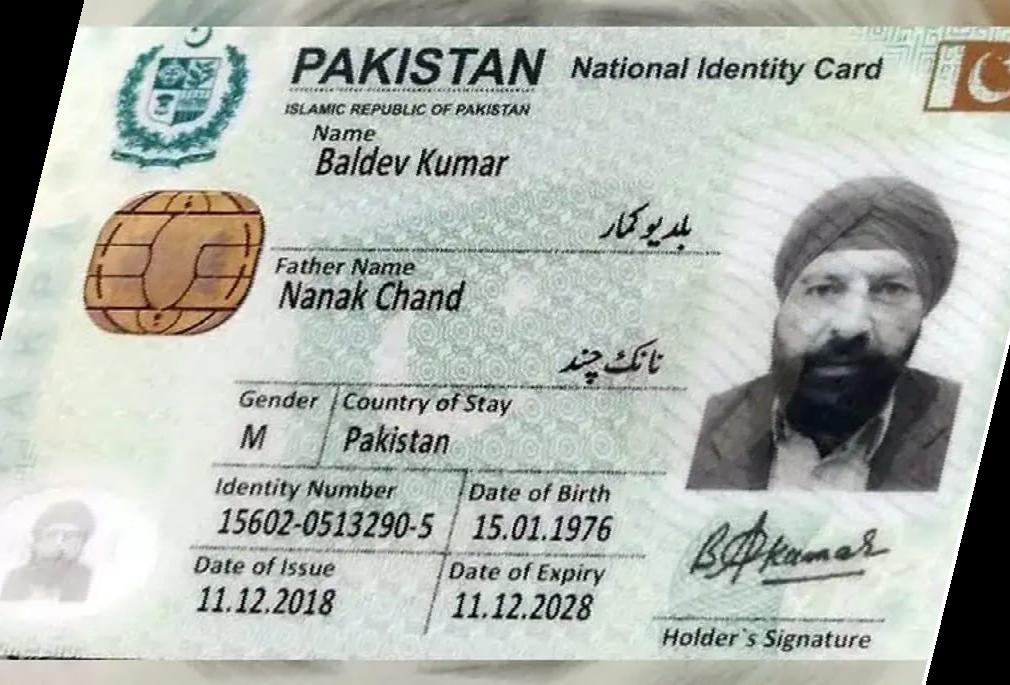 PAKISTAN National Identity Card
ISLAMIC REPUBLIC OF PAKISTAN
Name
Baldev Kumar
بلدیو کمار
Father Name
Nanak Chand
نانک چند
Gender Country of Stay
M Pakistan
Identity Number Date of Birth
15602-0513290-5 15.01.1976
Date of Issue Date of Expiry
11.12.2018 11.12.2028
B A kumar
Holder`s Signature